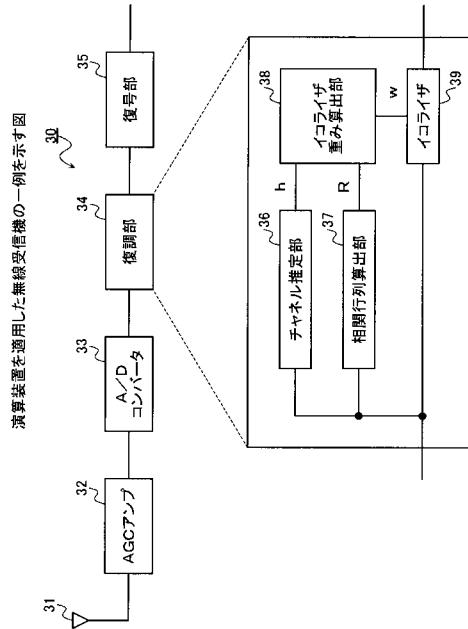 演算装置を適用した無線受信機の一例を示す図
30
31
32
AGCアンプ
33
A/D
コンバータ
34
復調部
35
復号部
36
チャネル推定部
h
37
相関行列算出部
R
38
イコライザ
重み算出部
w
39
イコライザ